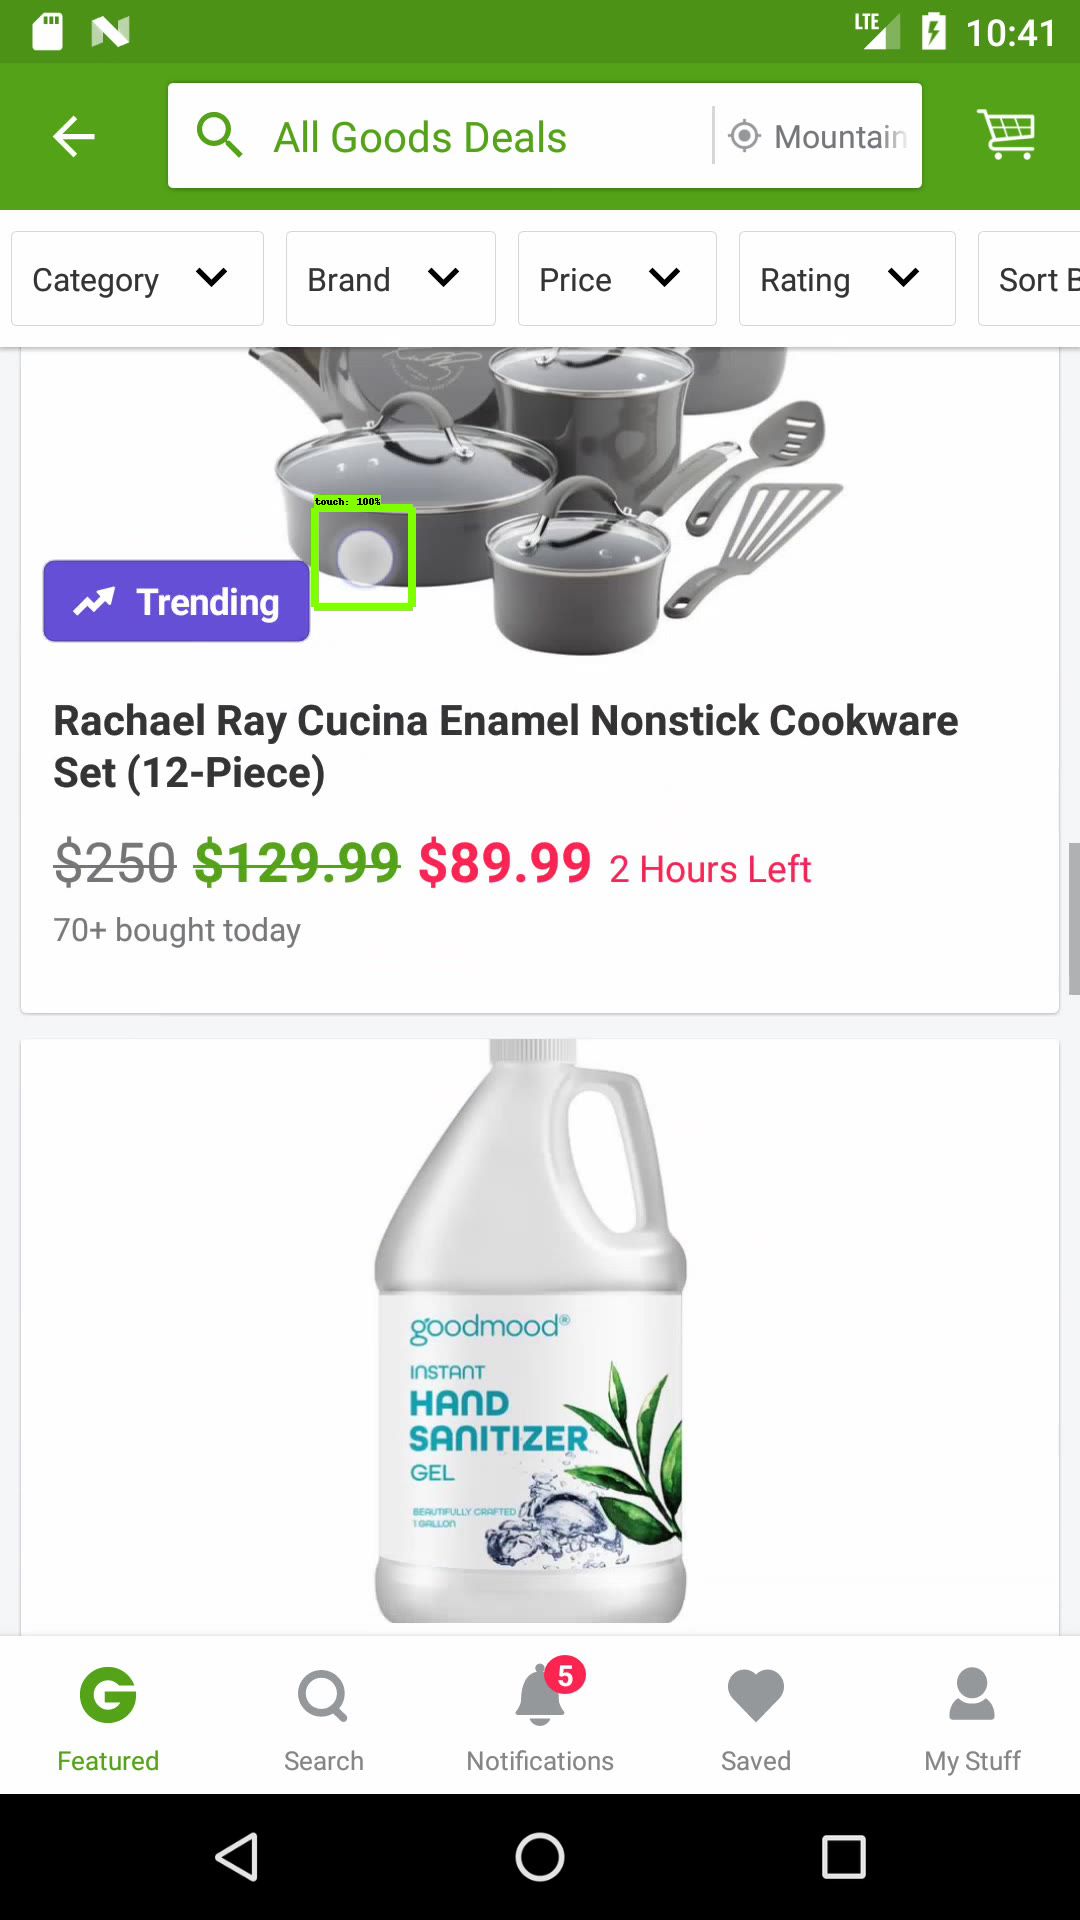 LTE 10:41
All Goods Deals Mountain
Category Brand Price Rating Sort B
touch: 100%
Trending
Rachael Ray Cucina Enamel Nonstick Cookware
Set (12-Piece)
$250 $129.99 $89.99 2 Hours Left
70+ bought today
goodmood®
INSTANT
HAND
SANITIZER
GEL
BEAUTIFULLY CRAFTED
1 GALLON
5
Featured Search Notifications Saved My Stuff